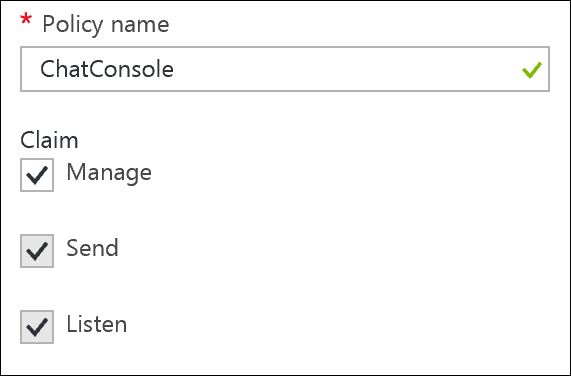 * Policy name
ChatConsole
Claim
Manage
Send
Listen